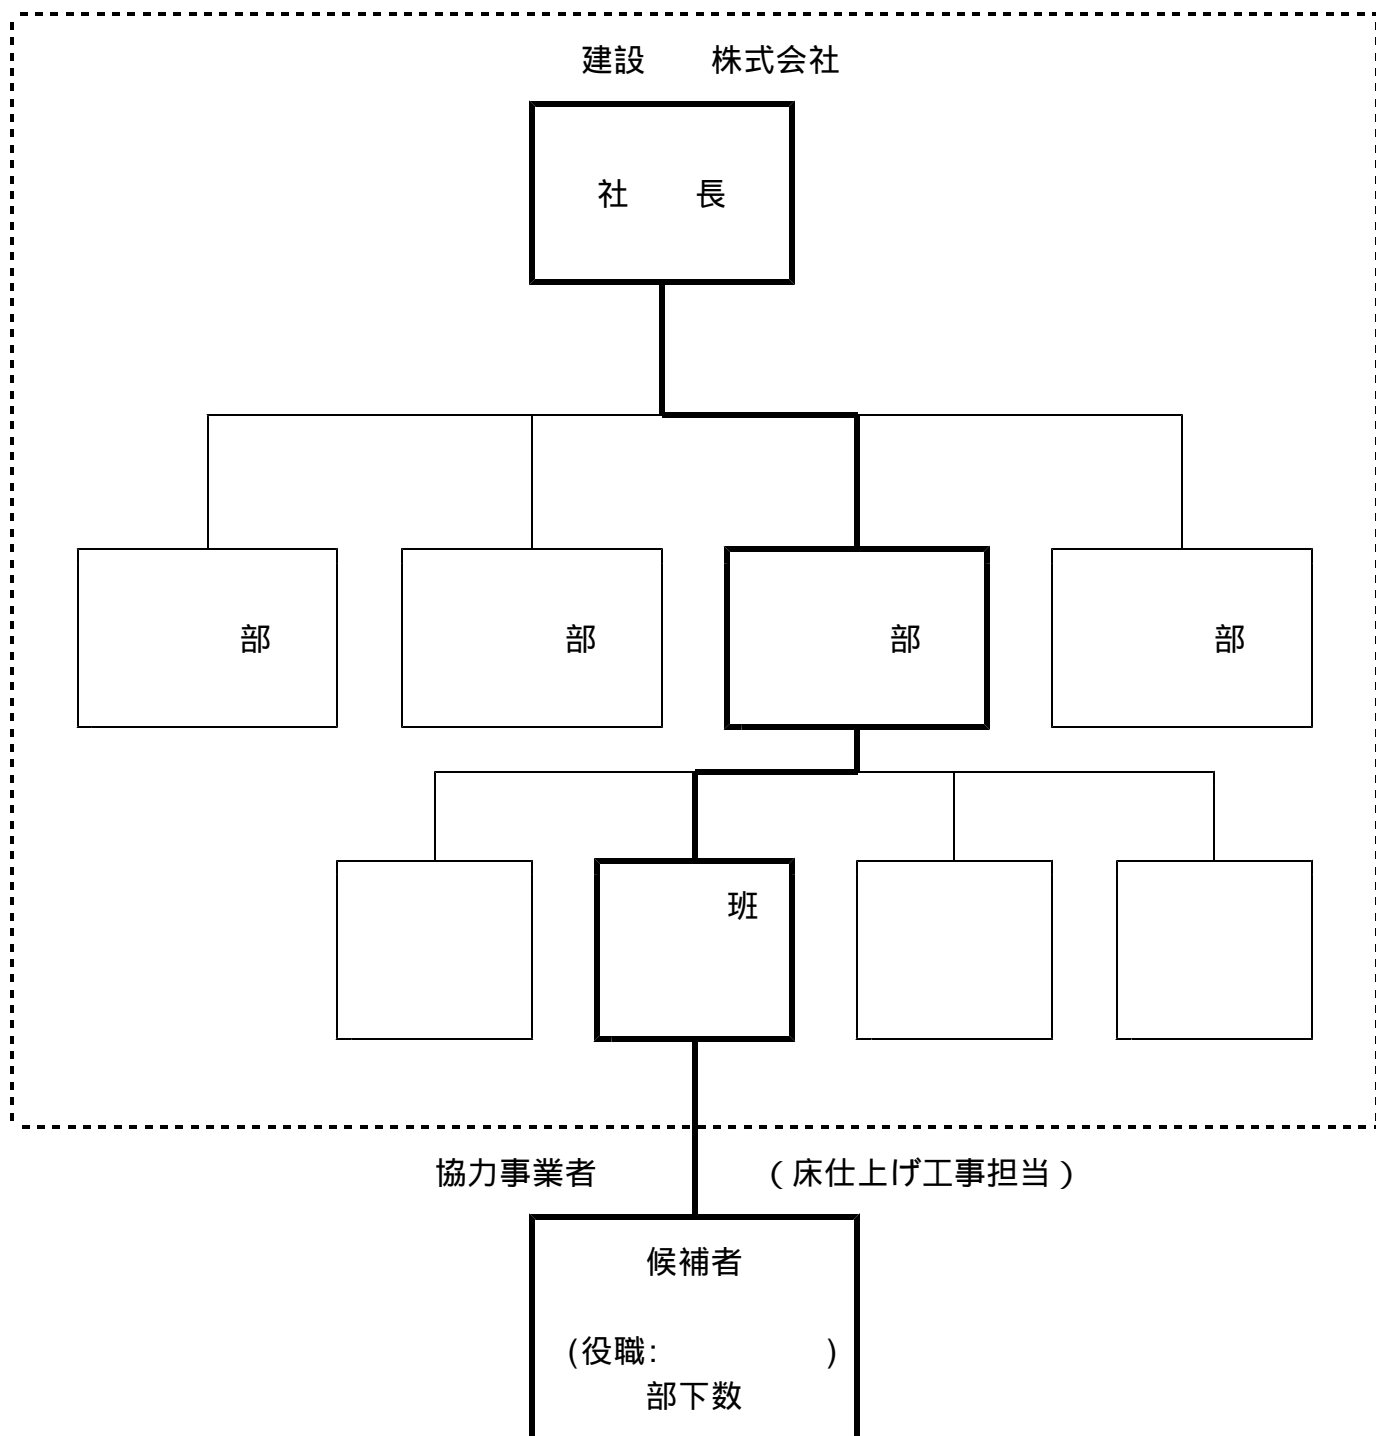 建設　　株式会社
社　　長
部
部
部
部
班
協力事業者　　　　　（床仕上げ工事担当）
候補者
(役職:　　　　　)
部下数